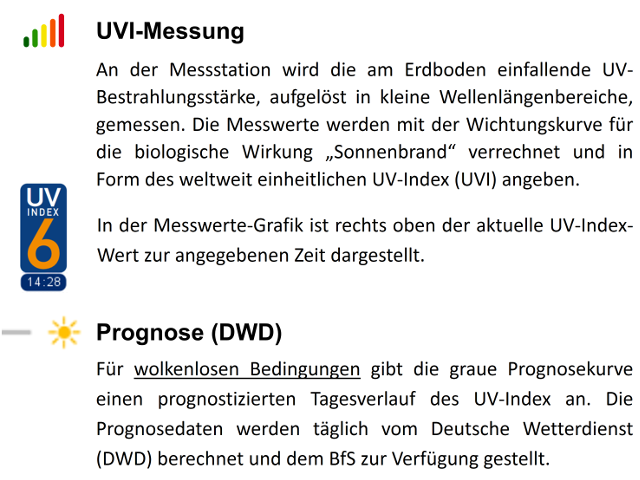 UVI-Messung
An der Messstation wird die am Erdboden einfallende UV-
Bestrahlungsstärke, aufgelöst in kleine Wellenlängenbereiche,
gemessen. Die Messwerte werden mit der Wichtungskurve für
die biologische Wirkung „Sonnenbrand“ verrechnet und in
Form des weltweit einheitlichen UV-Index (UVI) angeben.
UV
INDEX
6
14:28
In der Messwerte-Grafik ist rechts oben der aktuelle UV-Index-
Wert zur angegebenen Zeit dargestellt.
Prognose (DWD)
Für wolkenlosen Bedingungen gibt die graue Prognosekurve
einen prognostizierten Tagesverlauf des UV-Index an. Die
Prognosedaten werden täglich vom Deutsche Wetterdienst
(DWD) berechnet und dem BfS zur Verfügung gestellt.